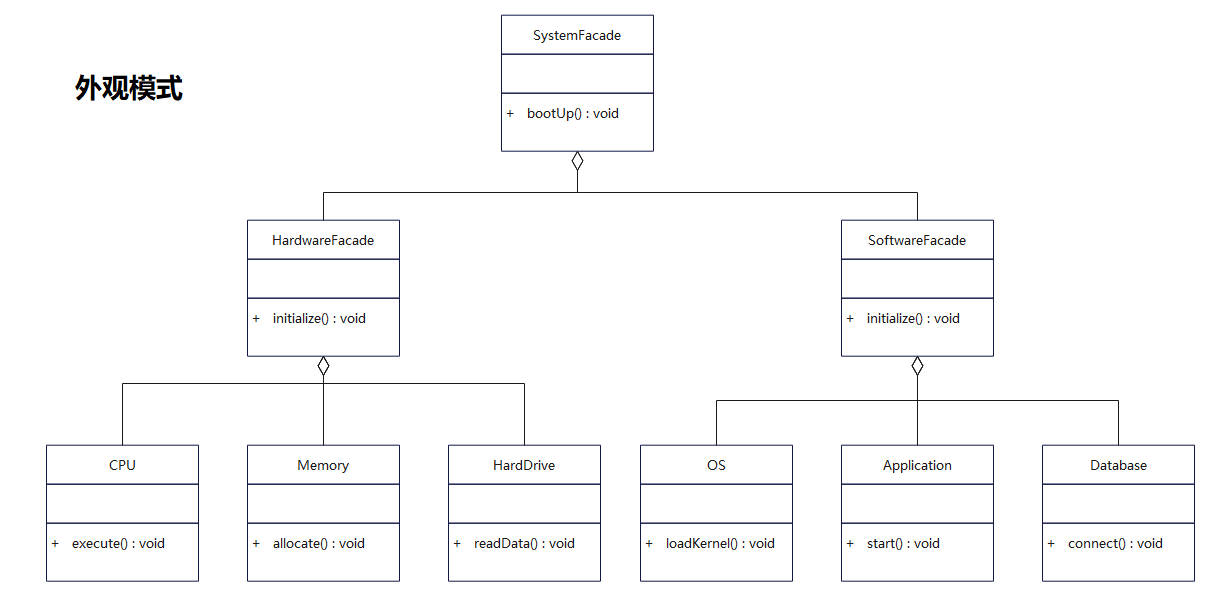 SystemFacade
外观模式
+ bootUp() : void
HardwareFacade
SoftwareFacade
+ initialize() : void
+ initialize() : void
CPU
Memory
HardDrive
OS
Application
Database
+ execute() : void
+ allocate() : void
+ readData() : void
+ loadKernel() : void
+ start() : void
+ connect() : void